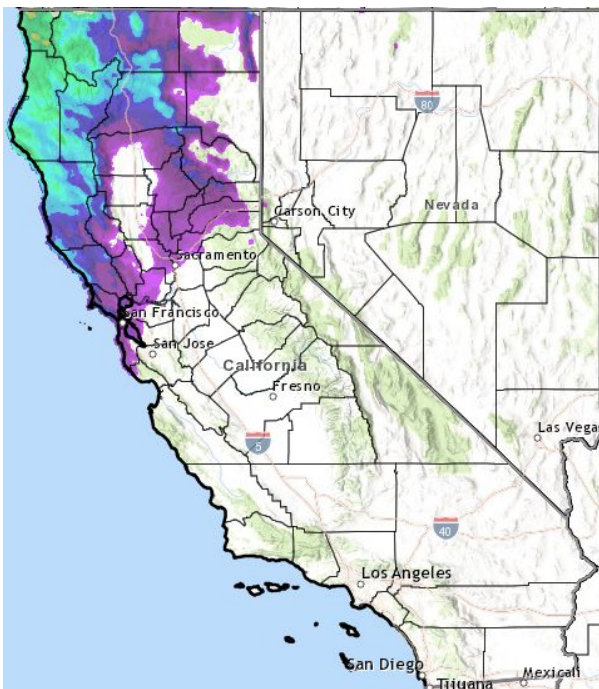 80
Nevada
Carson City
Sacramento
San Francisco
San Jose
California
Fresno
Las Vega
5
40
Los Angeles
San Diego
Tijuana
Mexicali